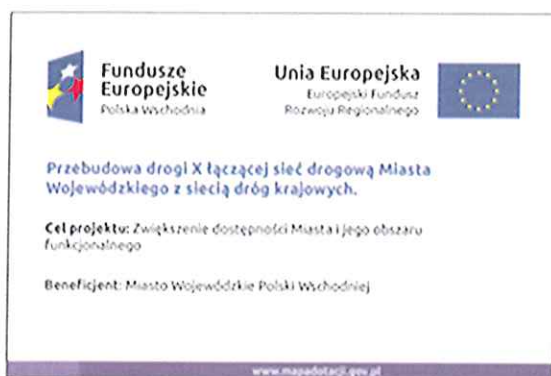 Fundusze
Europejskie
Polska Wschodnia
Unia Europejska
Europejski Fundusz
Rozwoju Regionalnego
Przebudowa drogi X łączącej sieć drogową Miasta
Wojewódzkiego z siecią dróg krajowych.
Cel projektu: Zwiększenie dostępności Miasta i jego obszaru
funkcjonalnego
Beneficjent: Miasto Wojewódzkie Polski Wschodniej
www.mapadotacji.gov.pl